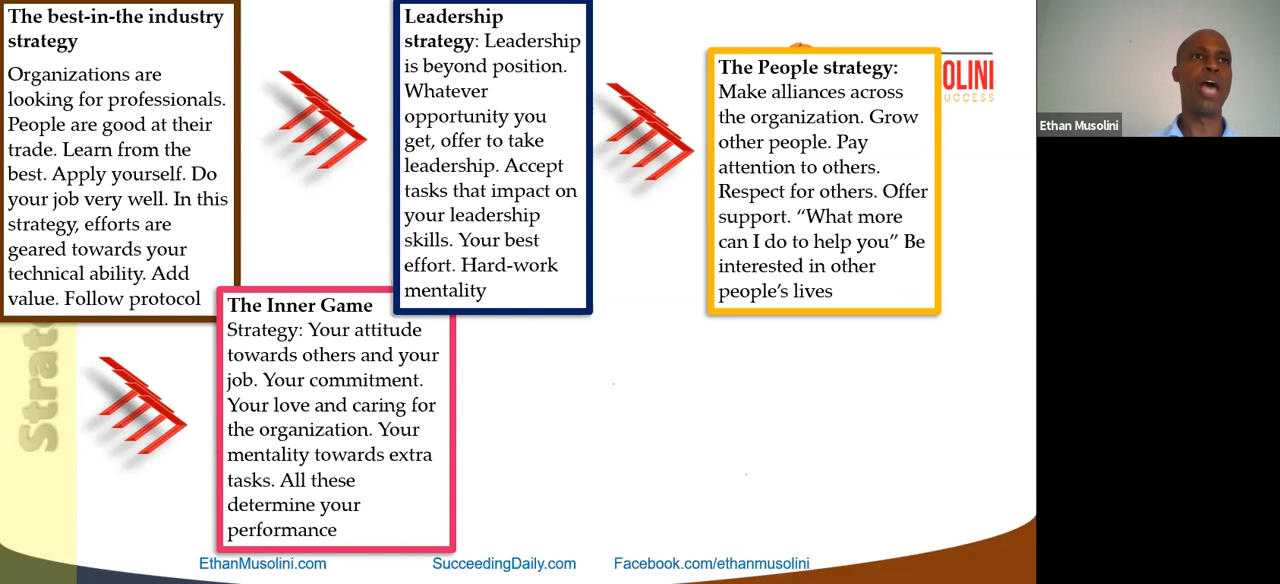 The best-in-the industry
strategy
Organizations are
looking for professionals.
People are good at their
trade. Learn from the
best. Apply yourself. Do
your job very well. In this
strategy, efforts are
geared towards your
technical ability. Add
value. Follow protocol
The Inner Game
Strategy: Your attitude
towards others and your
job. Your commitment.
Your love and caring for
the organization. Your
mentality towards extra
tasks. All these
determine your
performance
Leadership
strategy: Leadership
is beyond position.
Whatever
opportunity you
get, offer to take
leadership. Accept
tasks that impact on
your leadership
skills. Your best
effort. Hard-work
mentality
The People strategy:
Make alliances across
the organization. Grow
other people. Pay
attention to others.
Respect for others. Offer
support. “What more
can I do to help you” Be
interested in other
people’s lives
OLINI
UCCESS
Ethan Musolini
Strat
EthanMusolini.com
SucceedingDaily.com
Facebook.com/ethanmusolini